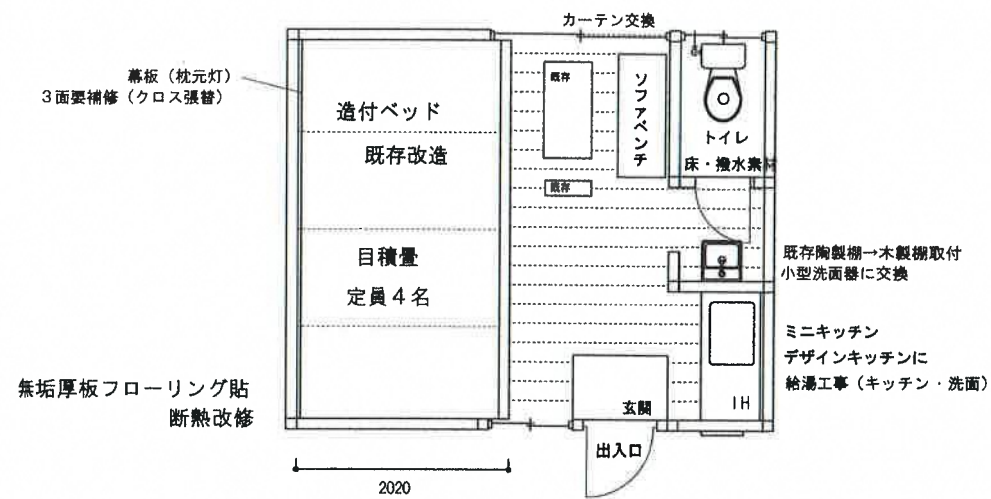 カーテン交換
幕板（枕元灯）
３面要補修（クロス張替）
造付ベッド
既存改造
目積畳
定員４名
既存
既存
ソファベンチ
トイレ
床・撥水素
既存陶製棚→木製棚取付
小型洗面器に交換
ミニキッチン
デザインキッチンに
給湯工事（キッチン・洗面）
IH
玄関
出入口
無垢厚板フローリング貼
断熱改修
2020